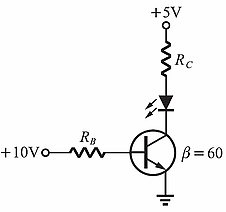 +5V
R_C
R_B
+10V
β = 60